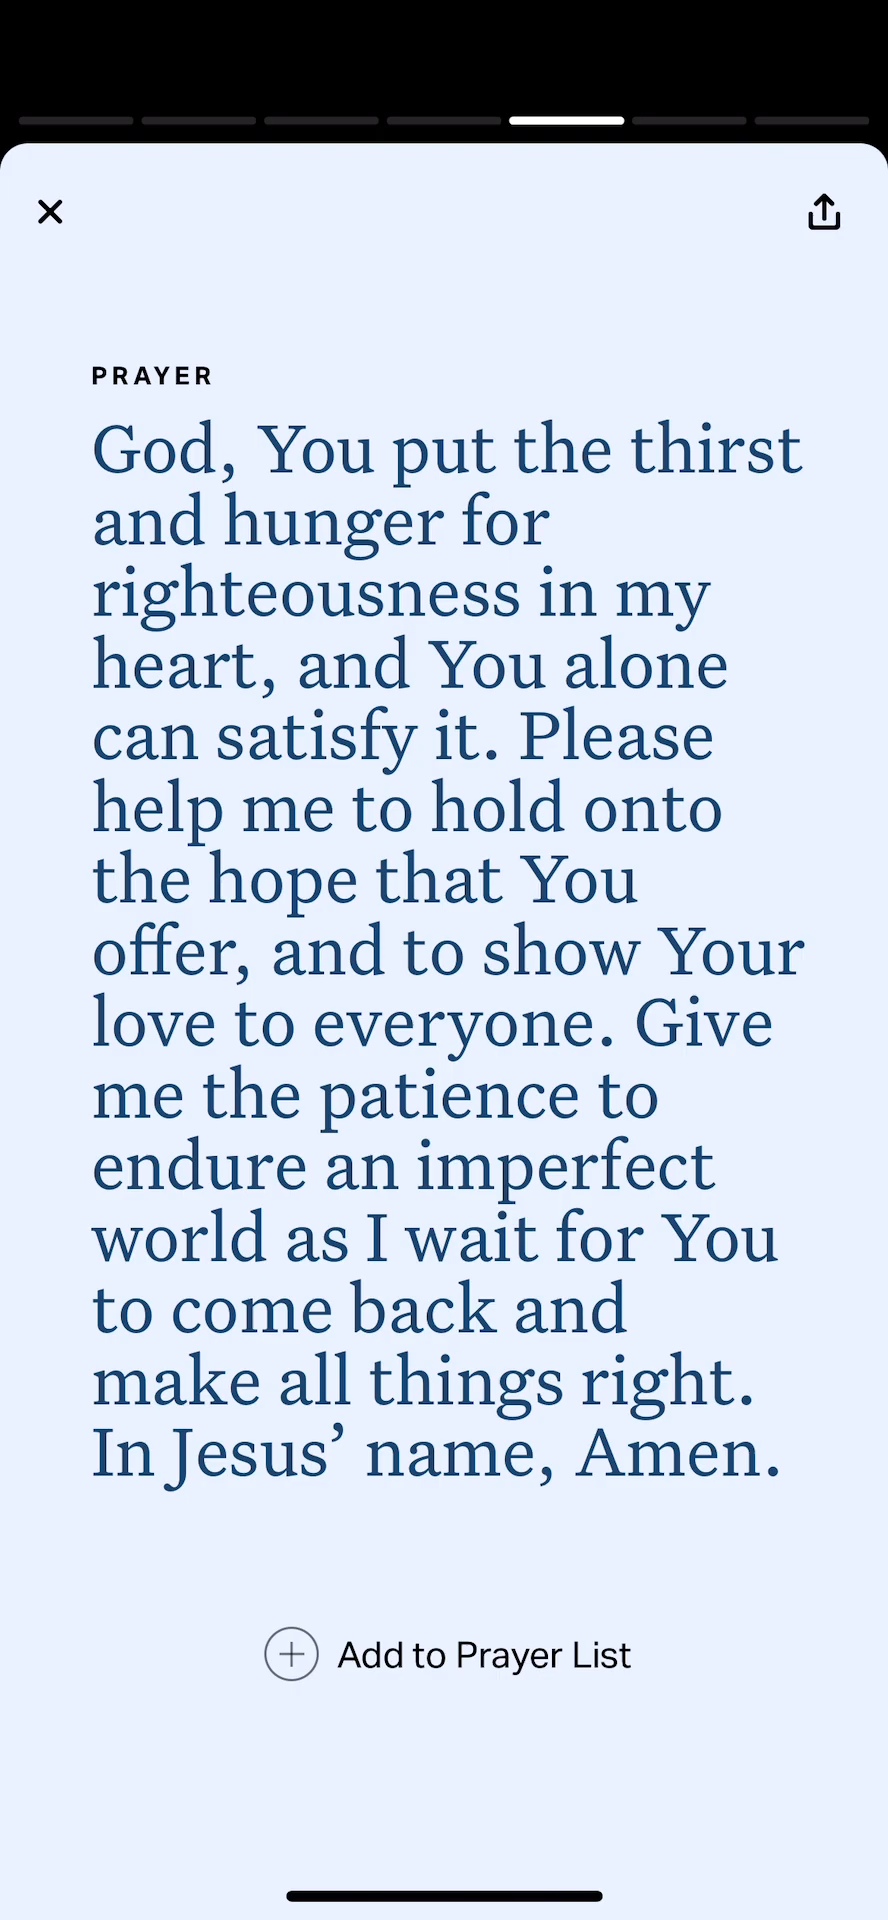 PRAYER
God, You put the thirst
and hunger for
righteousness in my
heart, and You alone
can satisfy it. Please
help me to hold onto
the hope that You
offer, and to show Your
love to everyone. Give
me the patience to
endure an imperfect
world as I wait for You
to come back and
make all things right.
In Jesus’ name, Amen.
Add to Prayer List